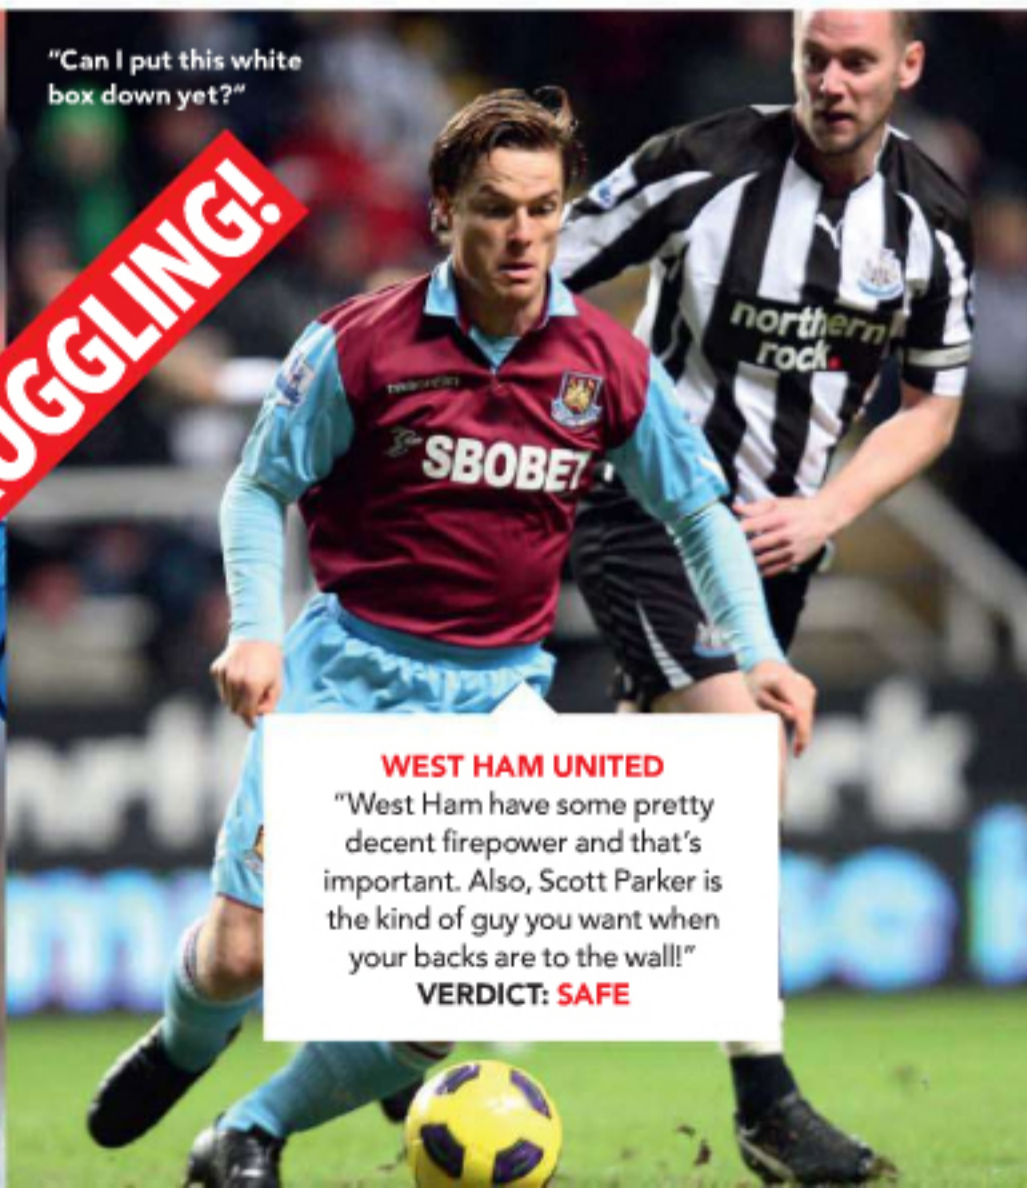 "Can I put this white
box down yet?"
UGGLING!
macron
SBOBET
northern
rock.
WEST HAM UNITED
"West Ham have some pretty
decent firepower and that's
important. Also, Scott Parker is
the kind of guy you want when
your backs are to the wall!"
VERDICT: SAFE